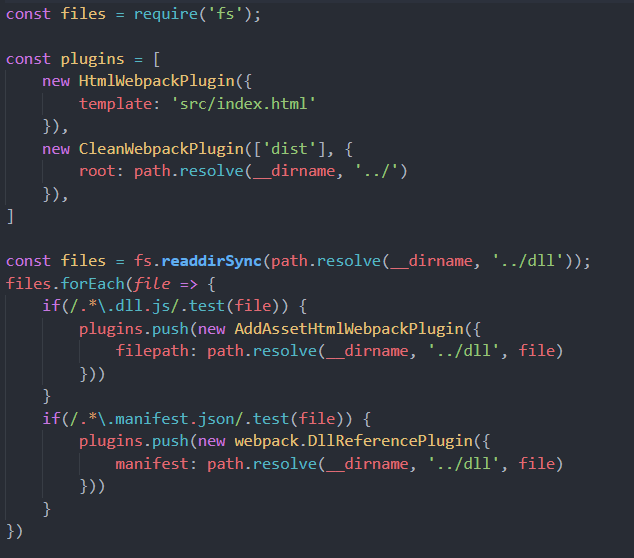 const files = require('fs');
const plugins = [
    new HtmlWebpackPlugin({
        template: 'src/index.html'
    }),
    new CleanWebpackPlugin(['dist'], {
        root: path.resolve(__dirname, '../')
    }),
]
const files = fs.readdirSync(path.resolve(__dirname, '../dll'));
files.forEach(file => {
    if(/.*\.dll.js/.test(file)) {
        plugins.push(new AddAssetHtmlWebpackPlugin({
            filepath: path.resolve(__dirname, '../dll', file)
        }))
    }
    if(/.*\.manifest.json/.test(file)) {
        plugins.push(new webpack.DllReferencePlugin({
            manifest: path.resolve(__dirname, '../dll', file)
        }))
    }
})